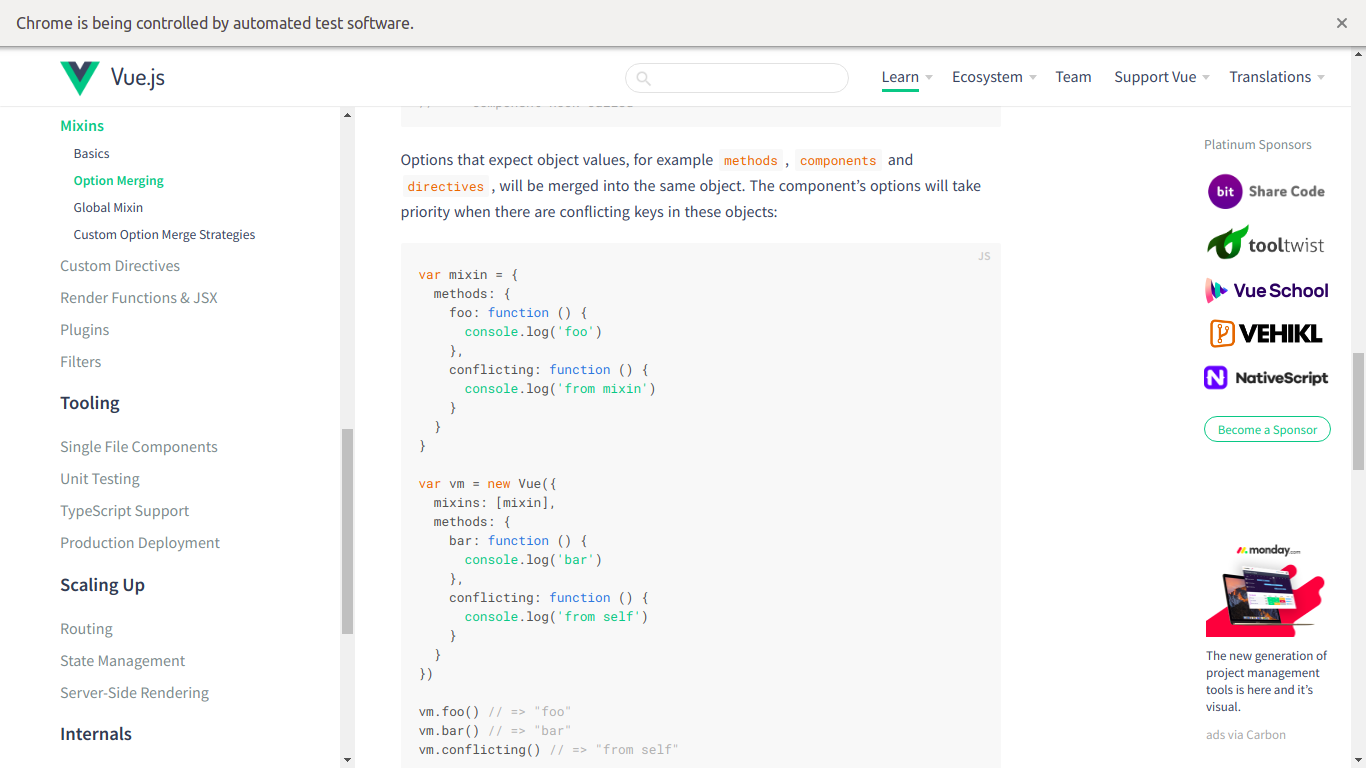 Chrome is being controlled by automated test software.
Vue.js
Learn
Ecosystem
Team
Support Vue
Translations
Mixins
Basics
Option Merging
Global Mixin
Custom Option Merge Strategies
Custom Directives
Render Functions & JSX
Plugins
Filters
Tooling
Single File Components
Unit Testing
TypeScript Support
Production Deployment
Scaling Up
Routing
State Management
Server-Side Rendering
Internals
Options that expect object values, for example methods , components and
directives , will be merged into the same object. The component’s options will take
priority when there are conflicting keys in these objects:
JS
var mixin = {
methods: {
foo: function () {
console.log('foo')
},
conflicting: function () {
console.log('from mixin')
}
}
}
var vm = new Vue({
mixins: [mixin],
methods: {
bar: function () {
console.log('bar')
},
conflicting: function () {
console.log('from self')
}
}
})
vm.foo() // => "foo"
vm.bar() // => "bar"
vm.conflicting() // => "from self"
Platinum Sponsors
bit Share Code
tooltwist
Vue School
VEHIKL
NativeScript
Become a Sponsor
monday.com
The new generation of
project management
tools is here and it’s
visual.
ads via Carbon